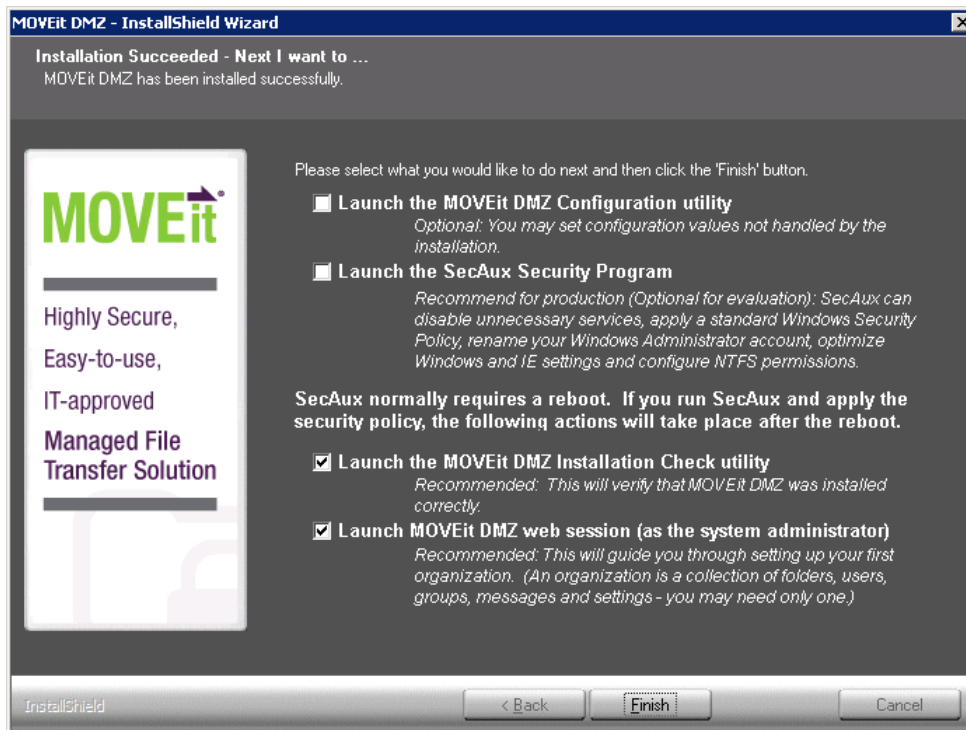 MOVEit DMZ - InstallShield Wizard
Installation Succeeded - Next I want to ...
MOVEit DMZ has been installed successfully.
MOVEit
Highly Secure,
Easy-to-use,
IT-approved
Managed File
Transfer Solution
Please select what you would like to do next and then click the 'Finish' button.
Launch the MOVEit DMZ Configuration utility
Optional: You may set configuration values not handled by the
installation.
Launch the SecAux Security Program
Recommend for production (Optional for evaluation): SecAux can
disable unnecessary services, apply a standard Windows Security
Policy, rename your Windows Administrator account, optimize
Windows and IE settings and configure NTFS permissions.
SecAux normally requires a reboot.  If you run SecAux and apply the
security policy, the following actions will take place after the reboot.
Launch the MOVEit DMZ Installation Check utility
Recommended:  This will verify that MOVEit DMZ was installed
correctly.
Launch MOVEit DMZ web session (as the system administrator)
Recommended: This will guide you through setting up your first
organization.  (An organization is a collection of folders, users,
groups, messages and settings - you may need only one.)
InstallShield
< Back
Finish
Cancel